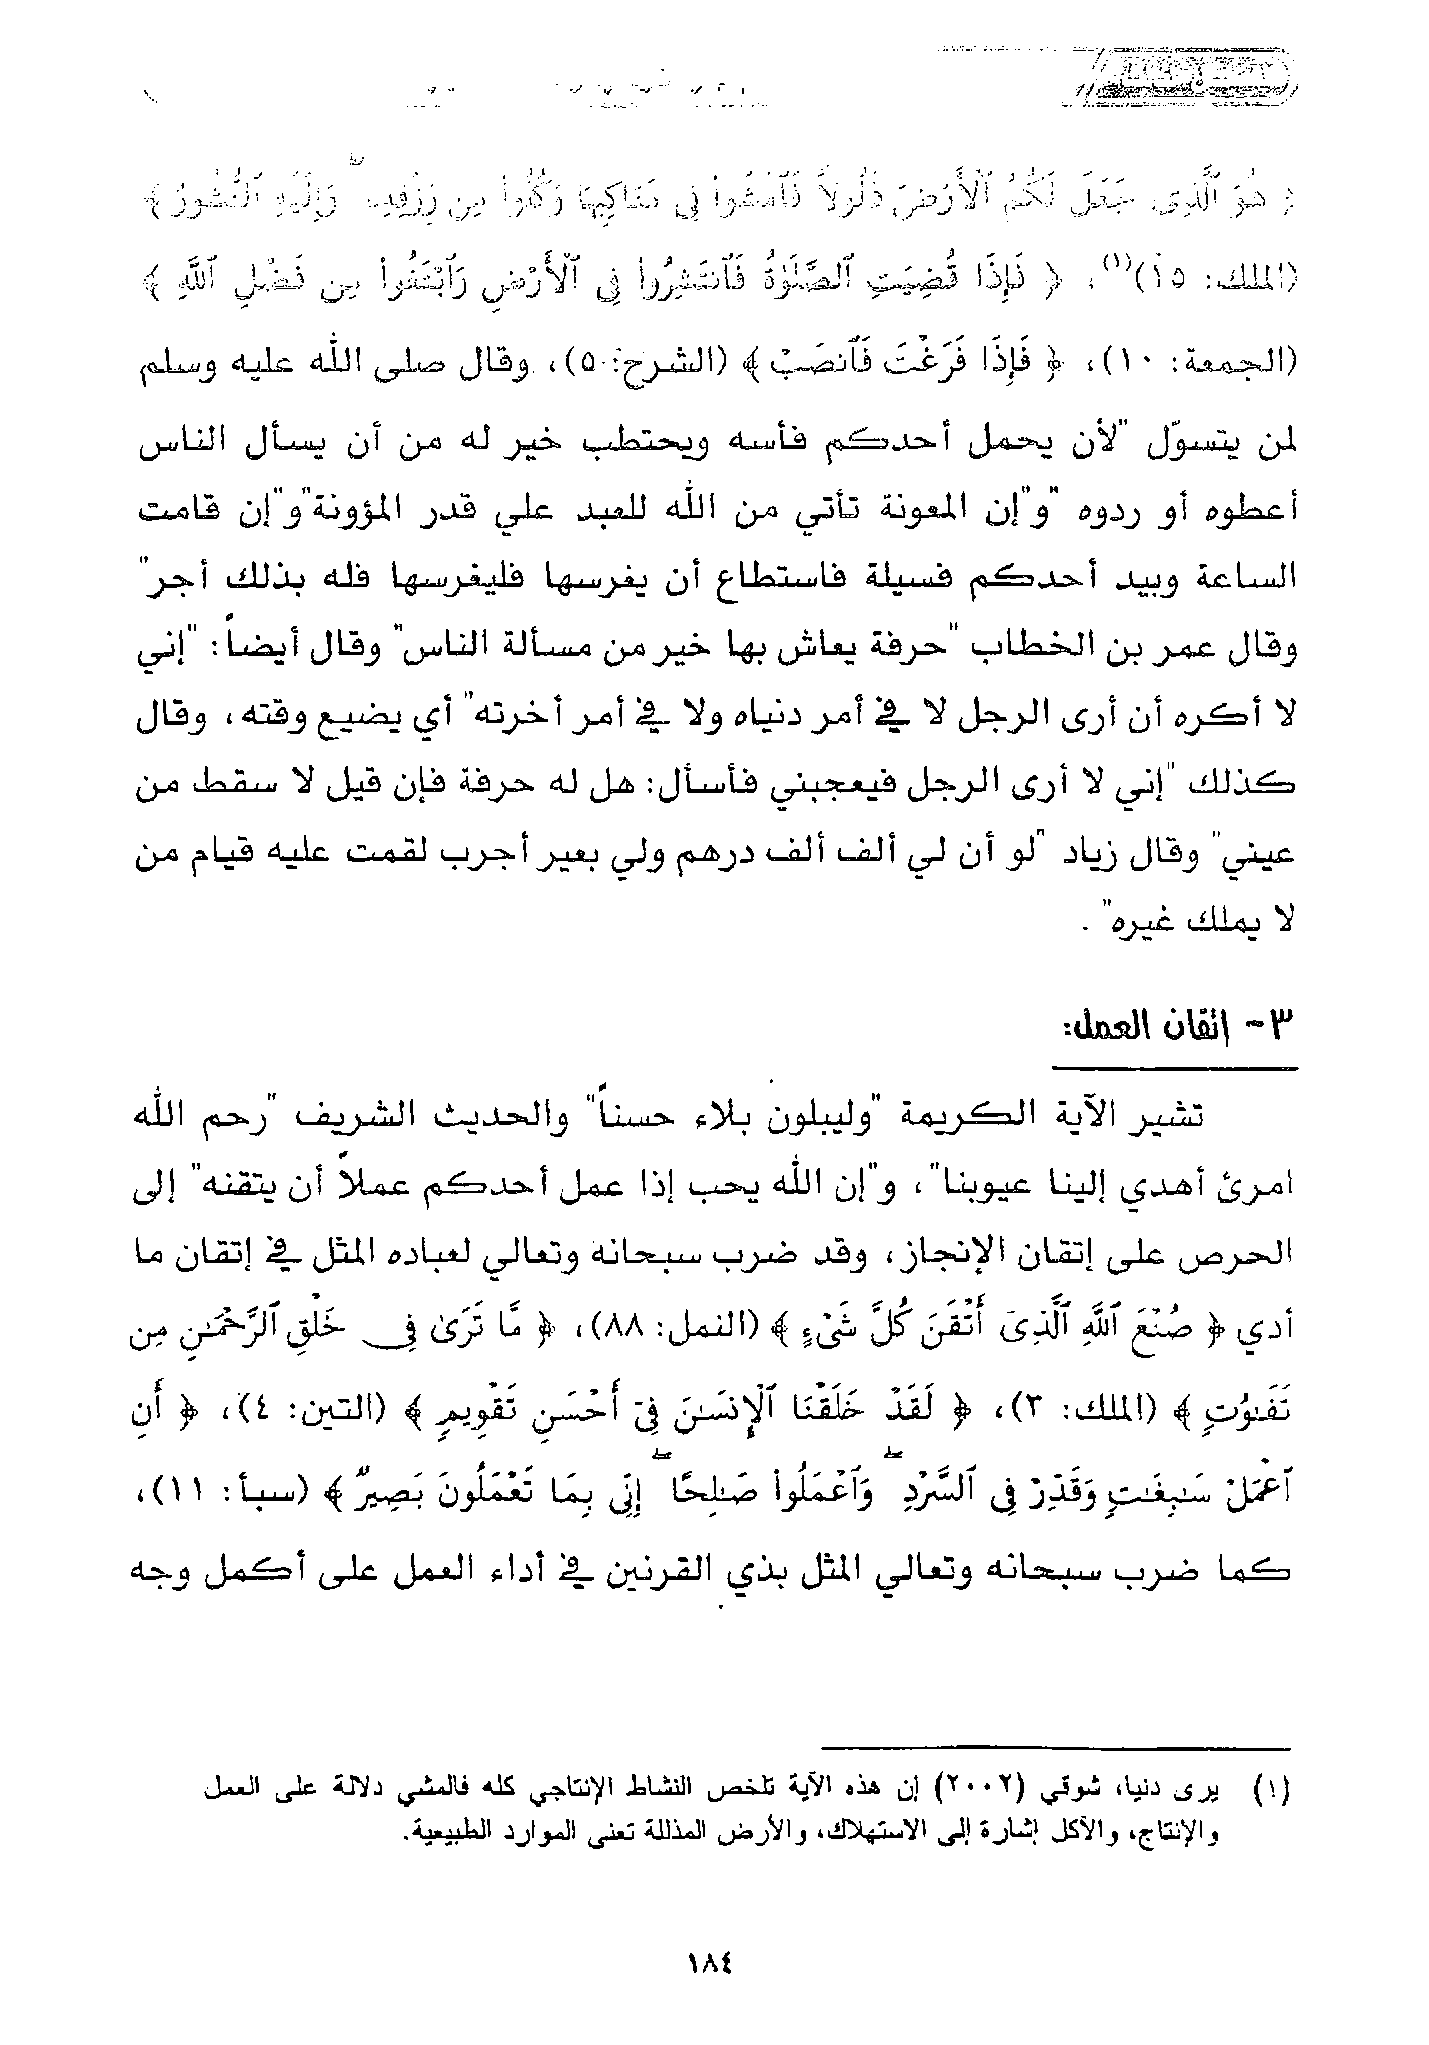 ﴿ هُوَ ٱلَّذِى جَعَلَ لَكُمُ ٱلْأَرْضَ ذَلُولًا فَٱمْشُوا۟ فِى مَنَاكِبِهَا وَكُلُوا۟ مِن رِّزْقِهِۦ ۖ وَإِلَيْهِ ٱلنُّشُورُ ﴾
(الملك: ١٥)(١)، ﴿ فَإِذَا قُضِيَتِ ٱلصَّلَوٰةُ فَٱنتَشِرُوا۟ فِى ٱلْأَرْضِ وَٱبْتَغُوا۟ مِن فَضْلِ ٱللَّهِ ﴾
(الجمعة: ١٠)، ﴿ فَإِذَا فَرَغْتَ فَٱنصَبْ ﴾ (الشرح: ٥)، وقال صلى الله عليه وسلم
لمن يتسوّل "لأن يحمل أحدكم فأسه ويحتطب خير له من أن يسأل الناس
أعطوه أو ردوه "و"إن المعونة تأتي من الله للعبد علي قدر المؤونة"و"إن قامت
الساعة وبيد أحدكم فسيلة فاستطاع أن يغرسها فليغرسها فله بذلك أجر"
وقال عمر بن الخطاب "حرفة يعاش بها خير من مسألة الناس" وقال أيضاً: "إني
لا أكره أن أرى الرجل لا في أمر دنياه ولا في أمر أخرته" أي يضيع وقته، وقال
كذلك "إني لا أرى الرجل فيعجبني فأسأل: هل له حرفة فإن قيل لا سقط من
عيني" وقال زياد "لو أن لي ألف ألف درهم ولي بعير أجرب لقمت عليه قيام من
لا يملك غيره" .
٣- إتقان العمل:
تشير الآية الكريمة "وليبلون بلاء حسناً" والحديث الشريف "رحم الله
امرئ أهدي إلينا عيوبنا"، و"إن الله يحب إذا عمل أحدكم عملاً أن يتقنه" إلى
الحرص على إتقان الإنجاز، وقد ضرب سبحانه وتعالي لعباده المثل في إتقان ما
أدي ﴿ صُنْعَ ٱللَّهِ ٱلَّذِىٓ أَتْقَنَ كُلَّ شَىْءٍ ﴾ (النمل: ٨٨)، ﴿ مَّا تَرَىٰ فِى خَلْقِ ٱلرَّحْمَـٰنِ مِن
تَفَـٰوُتٍ ﴾ (الملك: ٣)، ﴿ لَقَدْ خَلَقْنَا ٱلْإِنسَـٰنَ فِىٓ أَحْسَنِ تَقْوِيمٍ ﴾ (التين: ٤)، ﴿ أَنِ
ٱعْمَلْ سَـٰبِغَـٰتٍ وَقَدِّرْ فِى ٱلسَّرْدِ ۖ وَٱعْمَلُوا۟ صَـٰلِحًا ۖ إِنِّى بِمَا تَعْمَلُونَ بَصِيرٌ ﴾ (سبأ: ١١)،
كما ضرب سبحانه وتعالي المثل بذي القرنين في أداء العمل على أكمل وجه
(١) يرى دنيا، شوقي (٢٠٠٢) إن هذه الآية تلخص النشاط الإنتاجي كله فالمشي دلالة على العمل
والإنتاج، والأكل إشارة إلى الاستهلاك، والأرض المذللة تعنى الموارد الطبيعية.
١٨٤